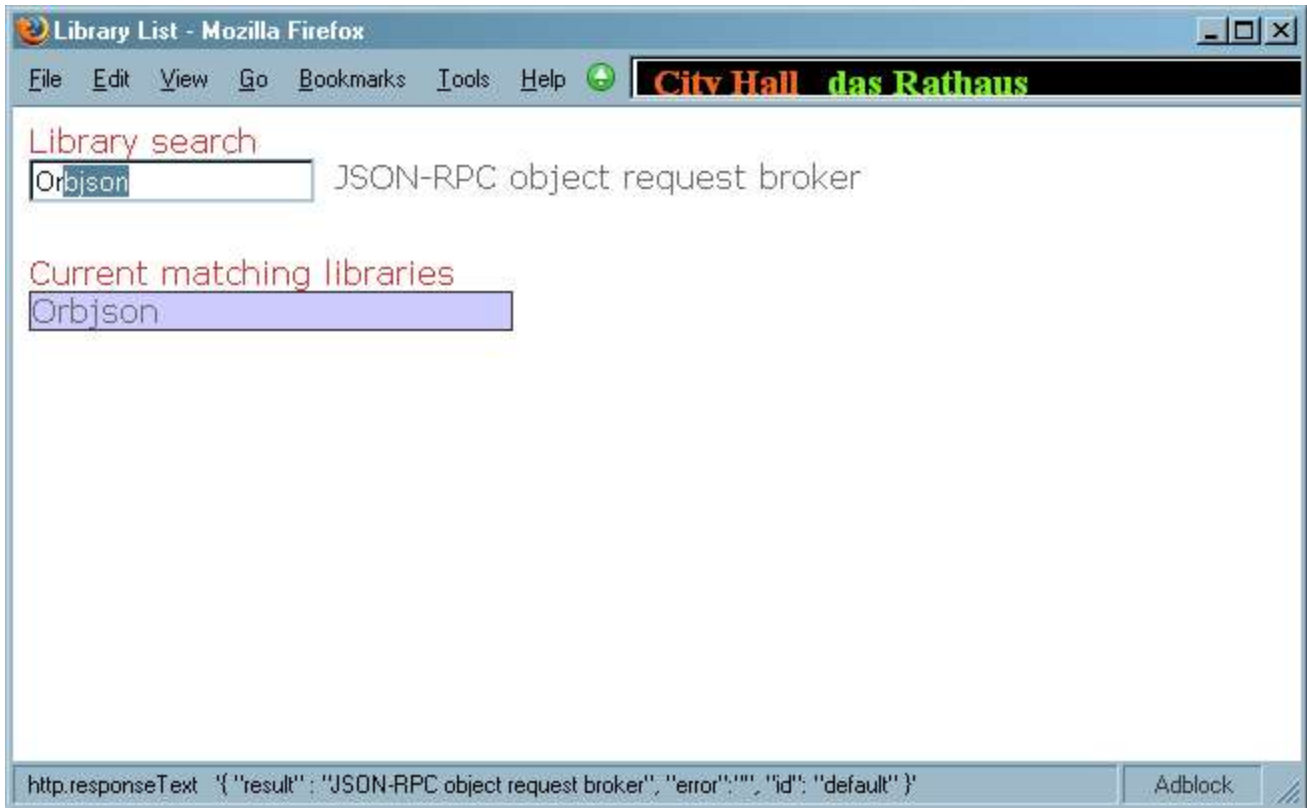 Library List - Mozilla Firefox
File Edit View Go Bookmarks Tools Help City Hall das Rathaus
Library search
Orbjson JSON-RPC object request broker
Current matching libraries
Orbjson
http.responseText '{ "result" : "JSON-RPC object request broker", "error":"", "id": "default" }' Adblock